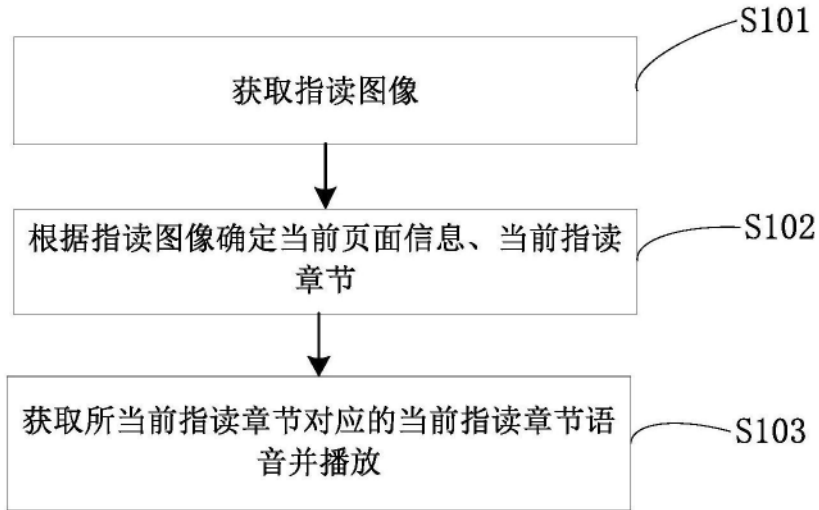 S101
获取指读图像
根据指读图像确定当前页面信息、当前指读
章节
S102
获取所当前指读章节对应的当前指读章节语
音并播放
S103